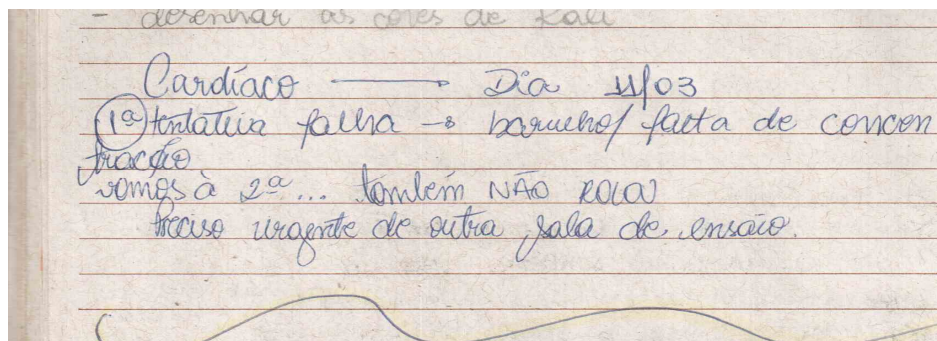 - desenhar as cores de Kali
Cardíaco —— Dia 11/03
1ª tentativa falha → barulho/ falta de concen
tração
vamos à 2ª... também NÃO ROLOU
Preciso urgente de outra sala de ensaio.